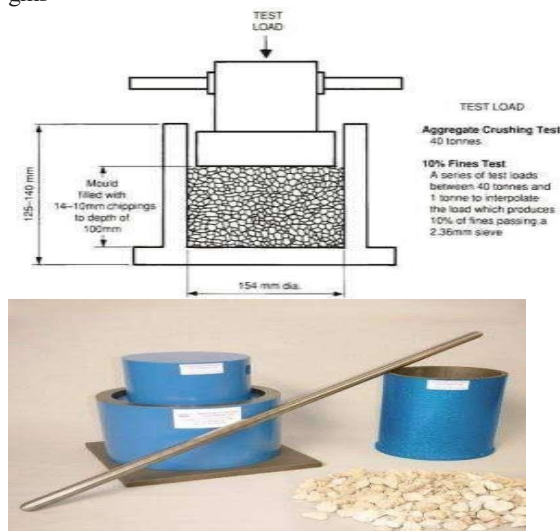 TEST
LOAD
TEST LOAD
Aggregate Crushing Test
40 tonnes
10% Fines Test
A series of test loads
between 40 tonnes and
1 tonne to interpolate
the load which produces
10% of fines passing a
2.36mm sieve
125–140 mm
Mould
filled with
14–10mm chippings
to depth of
100mm
154 mm dia.